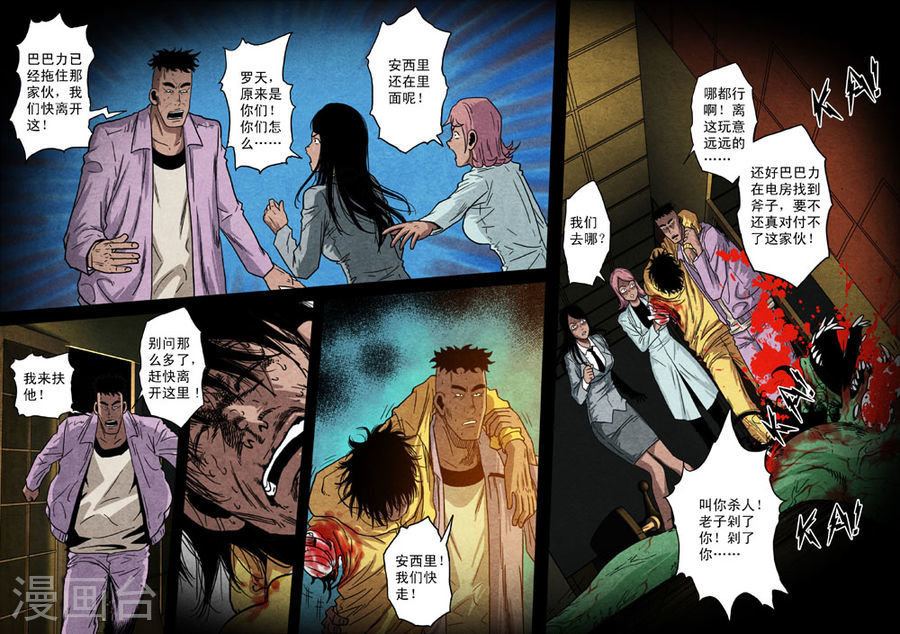 巴巴力已
经拖住那
家伙，我
们快离开
这！
罗天，
原来是
你们！
你们怎
么……
安西里
还在里
面呢！
我来扶
他！
别问那
么多了，
赶快离
开这里！
安西里！
我们快
走！
哪都行
啊！离
这玩意
远远的
……
还好巴巴力
在电房找到
斧子，要不
还真对付不
了这家伙！
我们
去哪？
叫你杀人！
老子剁了
你！剁了
你……
KA!
KA!
KA!
KA!
漫画台